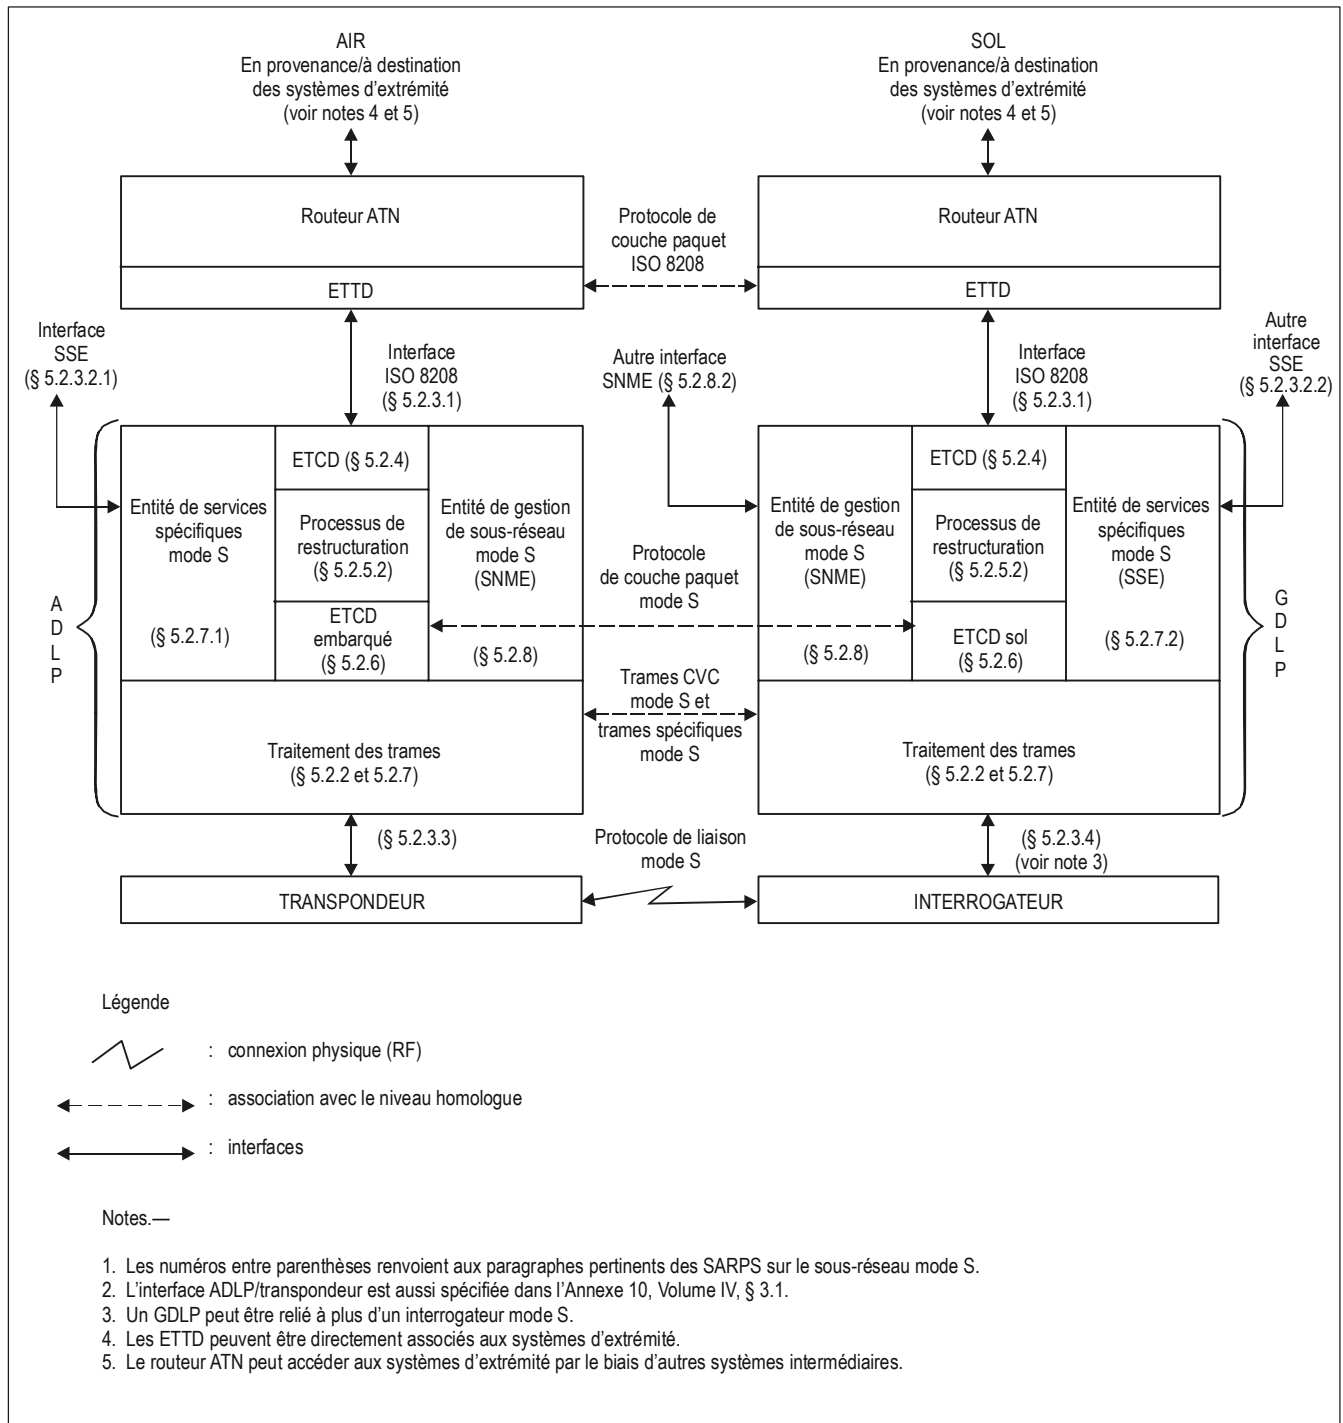 AIR
En provenance/à destination
des systèmes d'extrémité
(voir notes 4 et 5)
SOL
En provenance/à destination
des systèmes d'extrémité
(voir notes 4 et 5)
Routeur ATN
ETTD
Protocole de
couche paquet
ISO 8208
Routeur ATN
ETTD
Interface
SSE
(§ 5.2.3.2.1)
Interface
ISO 8208
(§ 5.2.3.1)
Autre interface
SNME (§ 5.2.8.2)
Interface
ISO 8208
(§ 5.2.3.1)
Autre
interface
SSE
(§ 5.2.3.2.2)
A
D
L
P
Entité de services
spécifiques
mode S
(§ 5.2.7.1)
ETCD (§ 5.2.4)
Processus de
restructuration
(§ 5.2.5.2)
ETCD
embarqué
(§ 5.2.6)
Entité de gestion
de sous-réseau
mode S
(SNME)
(§ 5.2.8)
Protocole
de couche paquet
mode S
Entité de gestion
de sous-réseau
mode S
(SNME)
(§ 5.2.8)
ETCD (§ 5.2.4)
Processus de
restructuration
(§ 5.2.5.2)
ETCD sol
(§ 5.2.6)
Entité de services
spécifiques
mode S
(SSE)
(§ 5.2.7.2)
G
D
L
P
Trames CVC
mode S et
trames spécifiques
mode S
Traitement des trames
(§ 5.2.2 et 5.2.7)
Traitement des trames
(§ 5.2.2 et 5.2.7)
(§ 5.2.3.3)
Protocole de liaison
mode S
(§ 5.2.3.4)
(voir note 3)
TRANSPONDEUR
INTERROGATEUR
Légende
: connexion physique (RF)
: association avec le niveau homologue
: interfaces
Notes.—
1. Les numéros entre parenthèses renvoient aux paragraphes pertinents des SARPS sur le sous-réseau mode S.
2. L'interface ADLP/transpondeur est aussi spécifiée dans l'Annexe 10, Volume IV, § 3.1.
3. Un GDLP peut être relié à plus d'un interrogateur mode S.
4. Les ETTD peuvent être directement associés aux systèmes d'extrémité.
5. Le routeur ATN peut accéder aux systèmes d'extrémité par le biais d'autres systèmes intermédiaires.